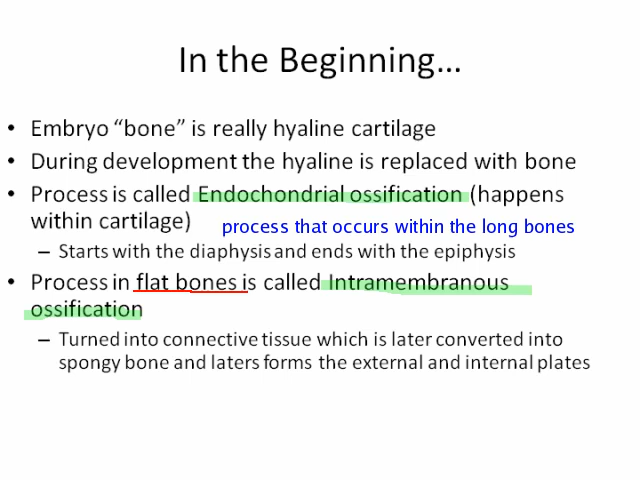 In the Beginning…
• Embryo “bone” is really hyaline cartilage
• During development the hyaline is replaced with bone
• Process is called Endochondrial ossification (happens
within cartilage) process that occurs within the long bones
– Starts with the diaphysis and ends with the epiphysis
• Process in flat bones is called Intramembranous
ossification
– Turned into connective tissue which is later converted into
spongy bone and laters forms the external and internal plates